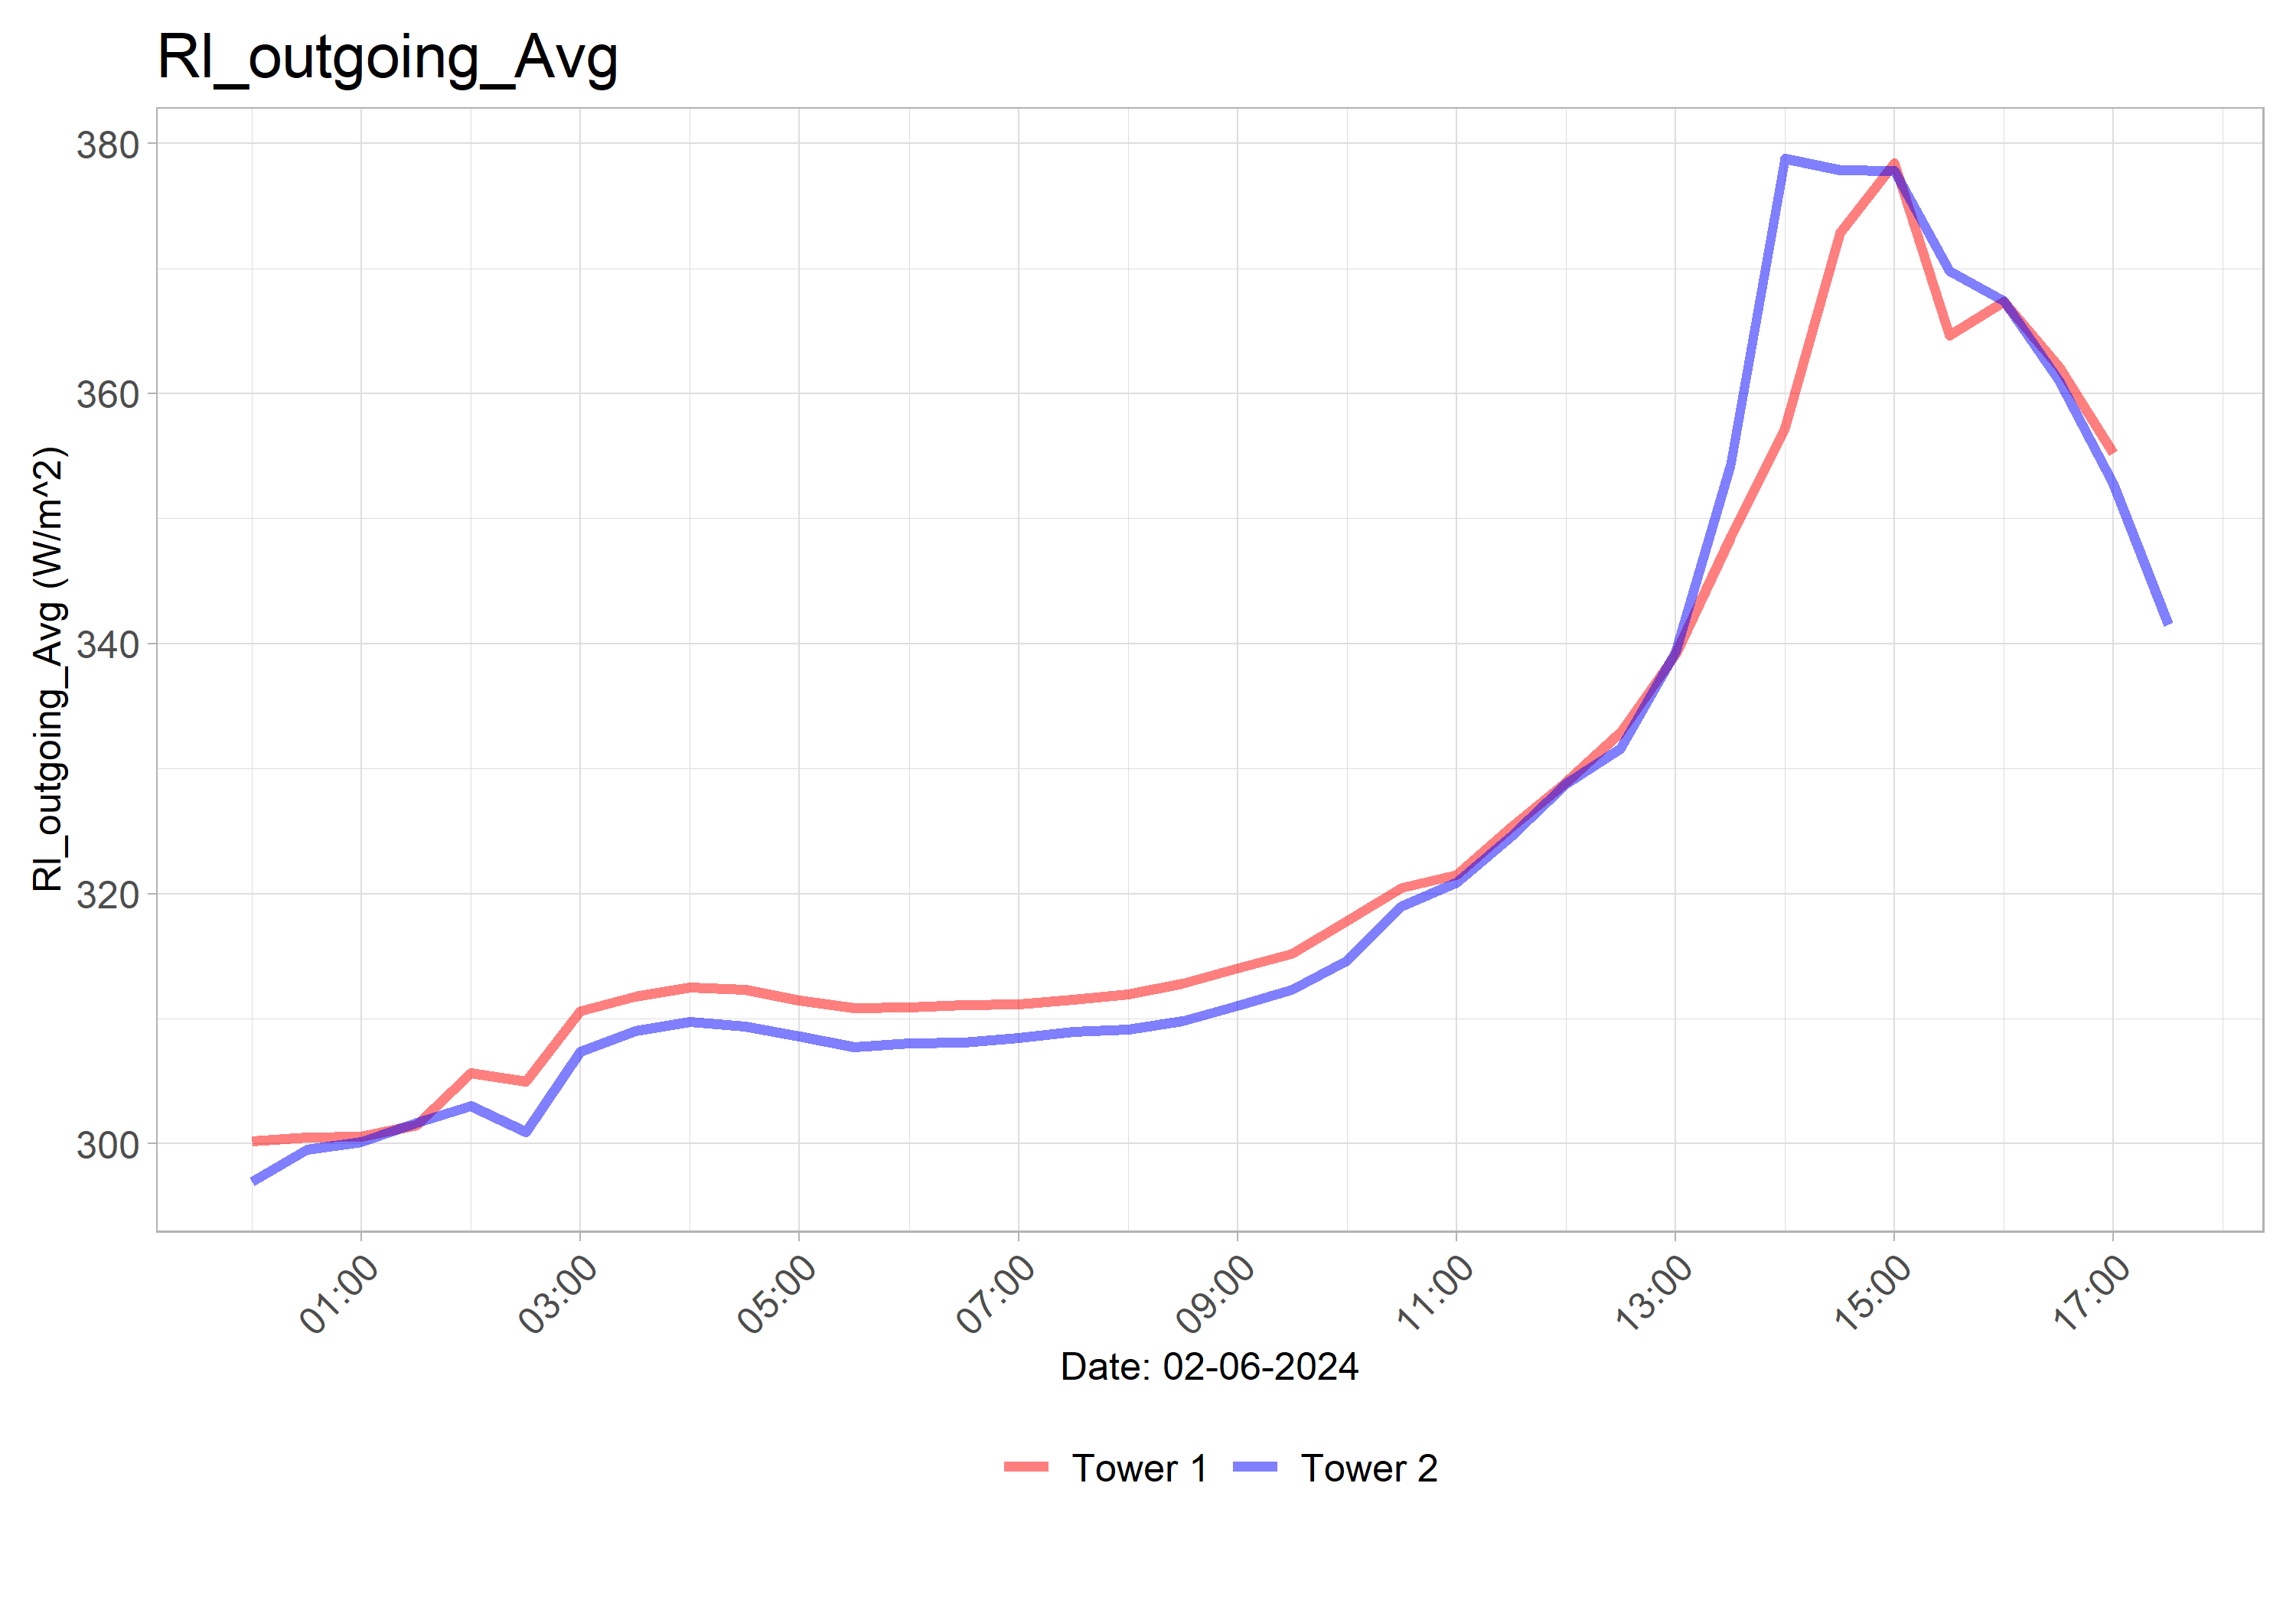 Rl_outgoing_Avg
Rl_outgoing_Avg (W/m^2)
380
360
340
320
300
01:00 03:00 05:00 07:00 09:00 11:00 13:00 15:00 17:00
Date: 02-06-2024
Tower 1 Tower 2